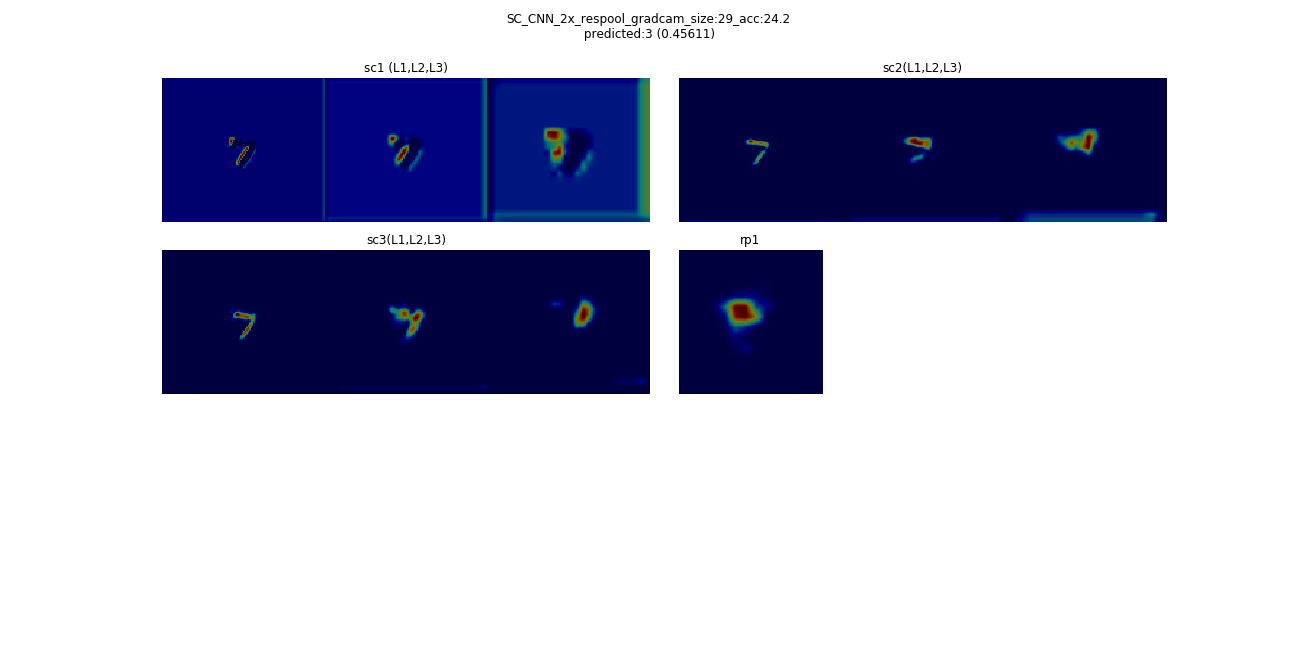 SC_CNN_2x_respool_gradcam_size:29_acc:24.2
predicted:3 (0.45611)
sc1 (L1,L2,L3)
sc2(L1,L2,L3)
sc3(L1,L2,L3)
rp1